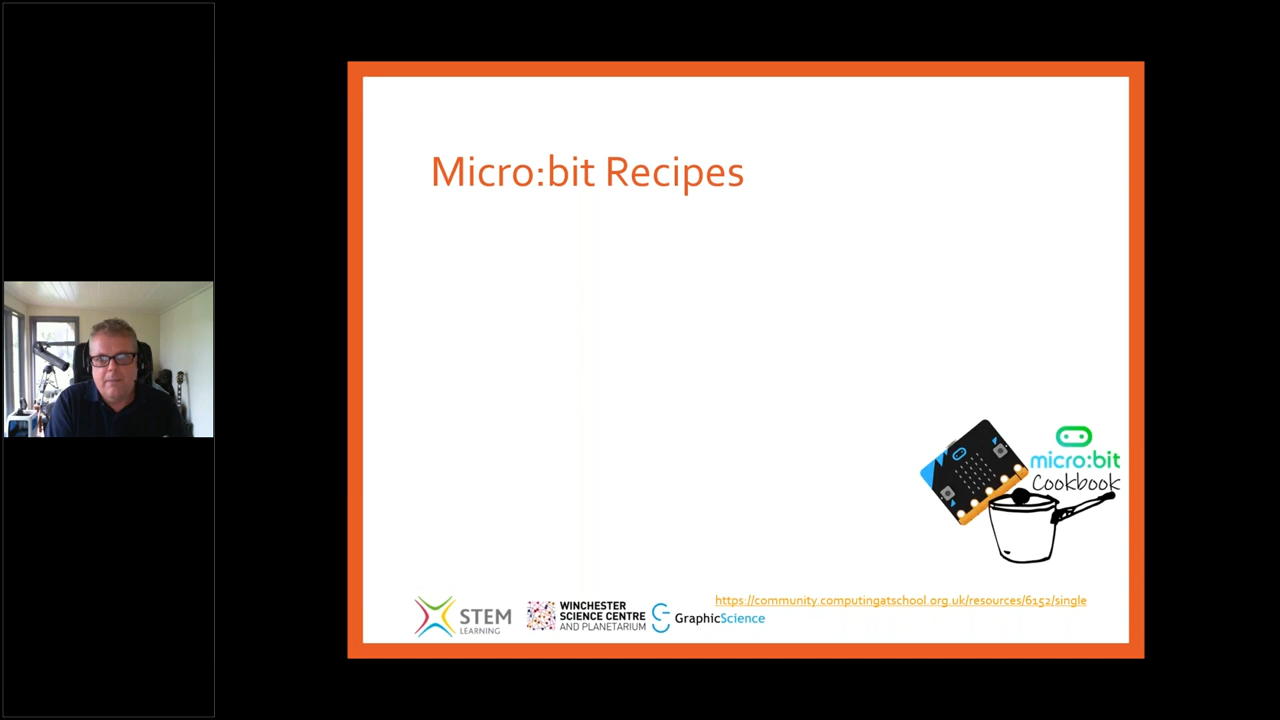 Micro:bit Recipes
micro:bit
Cookbook
https://community.computingatschool.org.uk/resources/6152/single
STEM
LEARNING
WINCHESTER
SCIENCE CENTRE
AND PLANETARIUM
GraphicScience